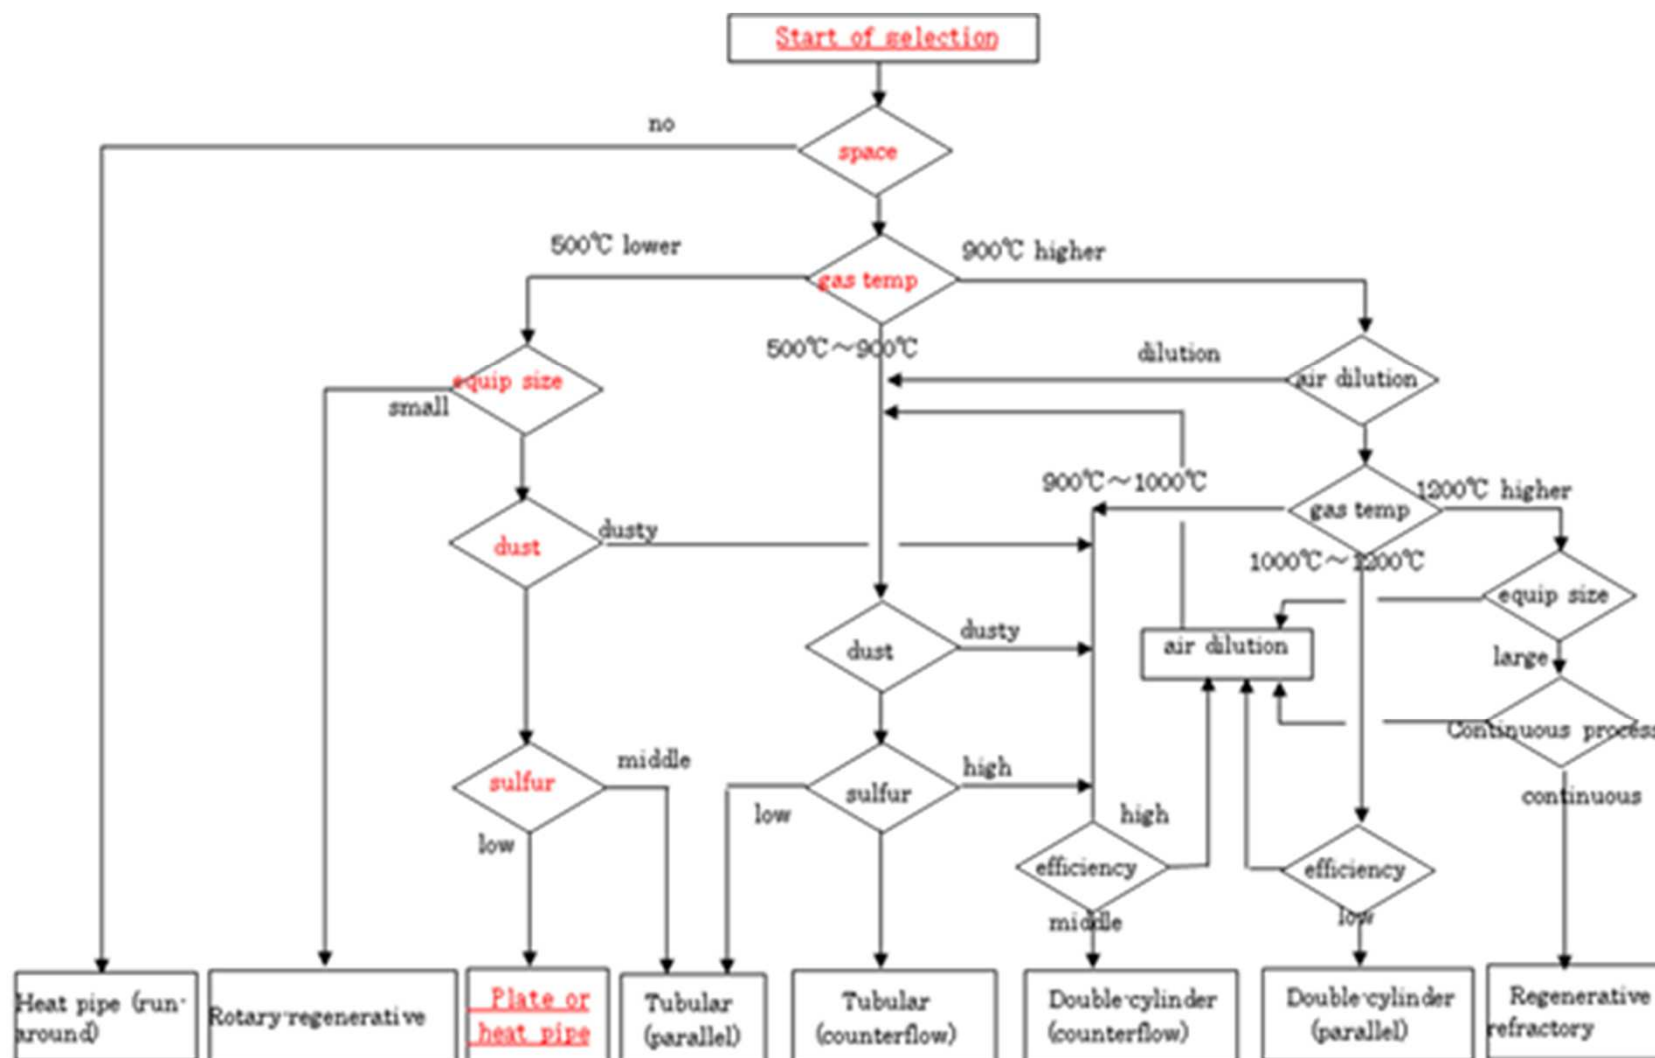 Start of selection
no
space
500℃ lower
900℃ higher
gas temp
500℃～900℃
dilution
equip size
air dilution
small
900℃～1000℃
1200℃ higher
gas temp
dusty
dust
1000℃～1200℃
equip size
dusty
air dilution
dust
large
Continuous process
middle
high
sulfur
sulfur
continuous
low
high
low
efficiency
efficiency
middle
low
Heat pipe (run-
around)
Rotary-regenerative
Plate or
heat pipe
Tubular
(parallel)
Tubular
(counterflow)
Double-cylinder
(counterflow)
Double-cylinder
(parallel)
Regenerative
refractory